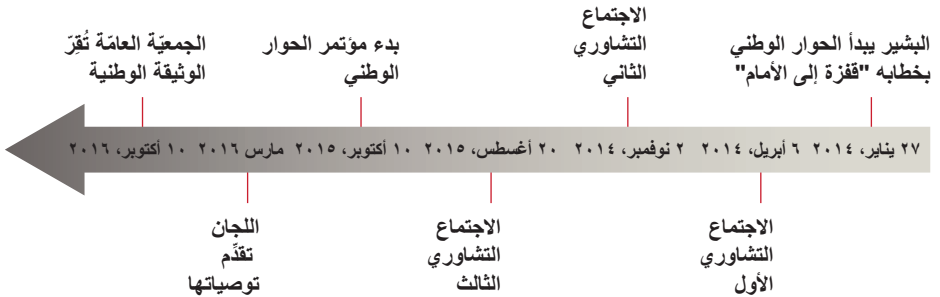 البشير يبدأ الحوار الوطني
بخطابه "قفزة إلى الأمام"
الاجتماع
التشاوري
الثاني
بدء مؤتمر الحوار
الوطني
الجمعيّة العامّة تُقِرّ
الوثيقة الوطنية
٢٧ يناير، ٢٠١٤ ٦ أبريل، ٢٠١٤ ٢ نوفمبر، ٢٠١٤ ٢٠ أغسطس، ٢٠١٥ ١٠ أكتوبر، ٢٠١٥ مارس ٢٠١٦ ١٠ أكتوبر، ٢٠١٦
الاجتماع
التشاوري
الأول
الاجتماع
التشاوري
الثالث
اللجان
تقدِّم
توصياتها